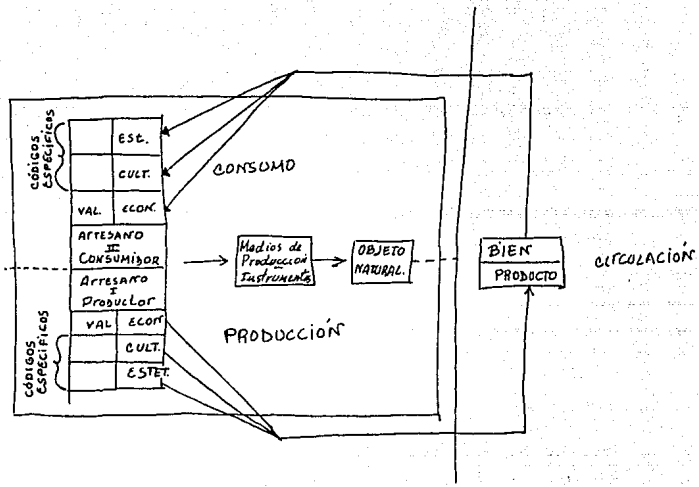 CÓDIGOS
ESPECÍFICOS
EST.
CULT.
VAL. ECON.
ARTESANO
II
CONSUMIDOR
ARTESANO
I
PRODUCTOR
VAL ECON
CULT.
ESTET.
CÓDIGOS
ESPECÍFICOS
CONSUMO
Medios de
Producción
Instrumento
OBJETO
NATURAL.
PRODUCCIÓN
BIEN
PRODUCTO
CIRCULACIÓN